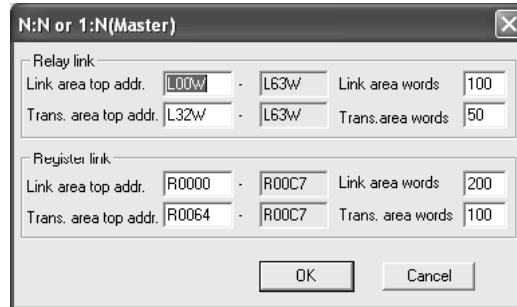 N:N or 1:N(Master)
Relay link
Link area top addr. L00W - L63W Link area words 100
Trans. area top addr. L32W - L63W Trans.area words 50
Register link
Link area top addr. R0000 - R00C7 Link area words 200
Trans. area top addr. R0064 - R00C7 Trans. area words 100
OK Cancel